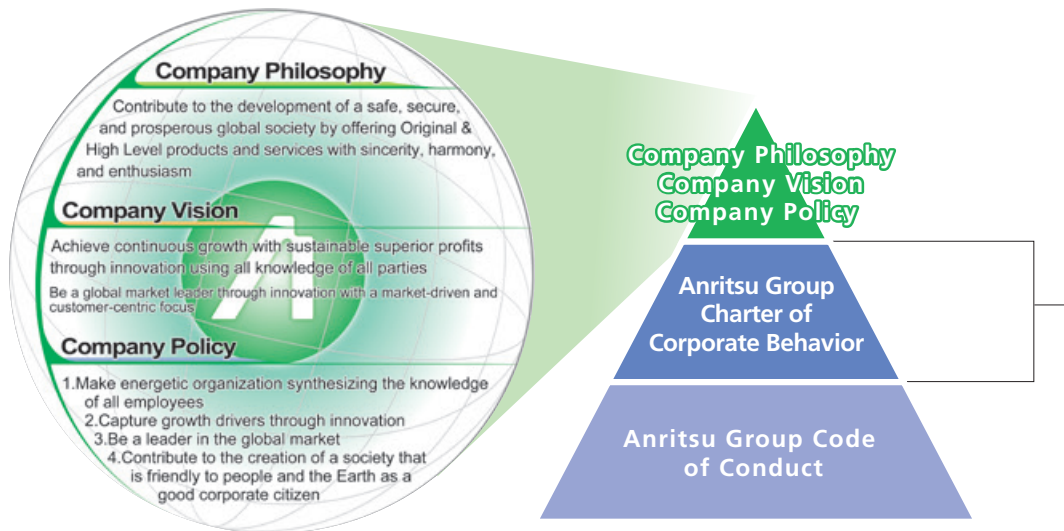 Company Philosophy
Contribute to the development of a safe, secure,
and prosperous global society by offering Original &
High Level products and services with sincerity, harmony,
and enthusiasm
Company Vision
Achieve continuous growth with sustainable superior profits
through innovation using all knowledge of all parties
Be a global market leader through innovation with a market-driven and
customer-centric focus
Company Policy
1.Make energetic organization synthesizing the knowledge
of all employees
2.Capture growth drivers through innovation
3.Be a leader in the global market
4.Contribute to the creation of a society that
is friendly to people and the Earth as a
good corporate citizen
Company Philosophy
Company Vision
Company Policy
Anritsu Group
Charter of
Corporate Behavior
Anritsu Group Code
of Conduct